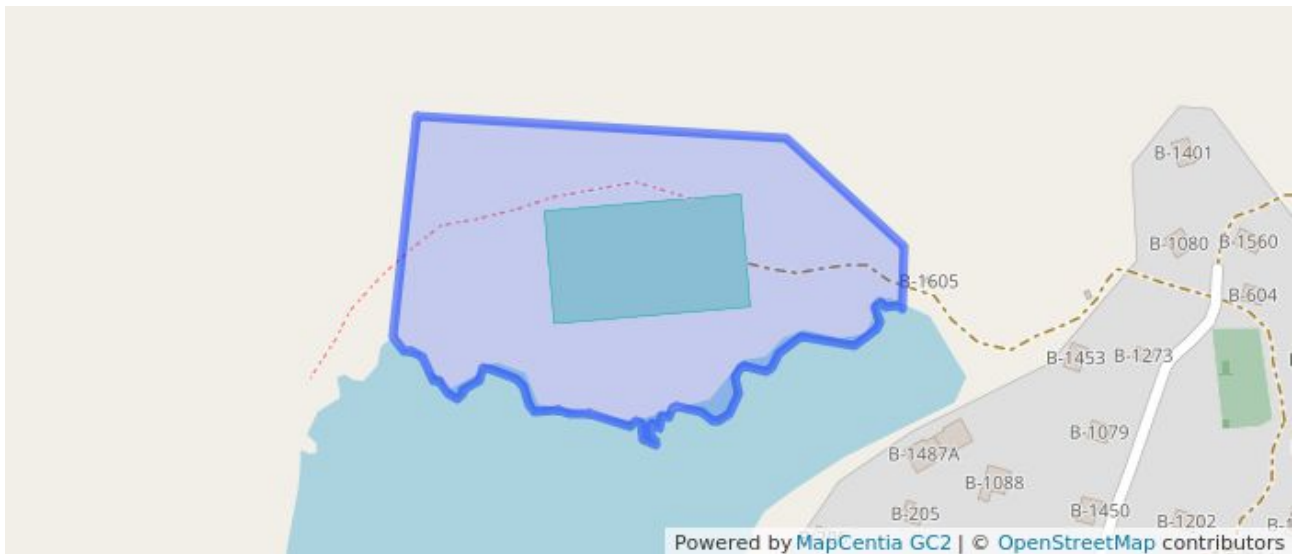 B-1401
B-1080 B-1560
B-1605
B-604
B-1453 B-1273
B-1079
B-1487A
B-1088
B-205 B-1450
B-1202
Powered by MapCentia GC2 | © OpenStreetMap contributors